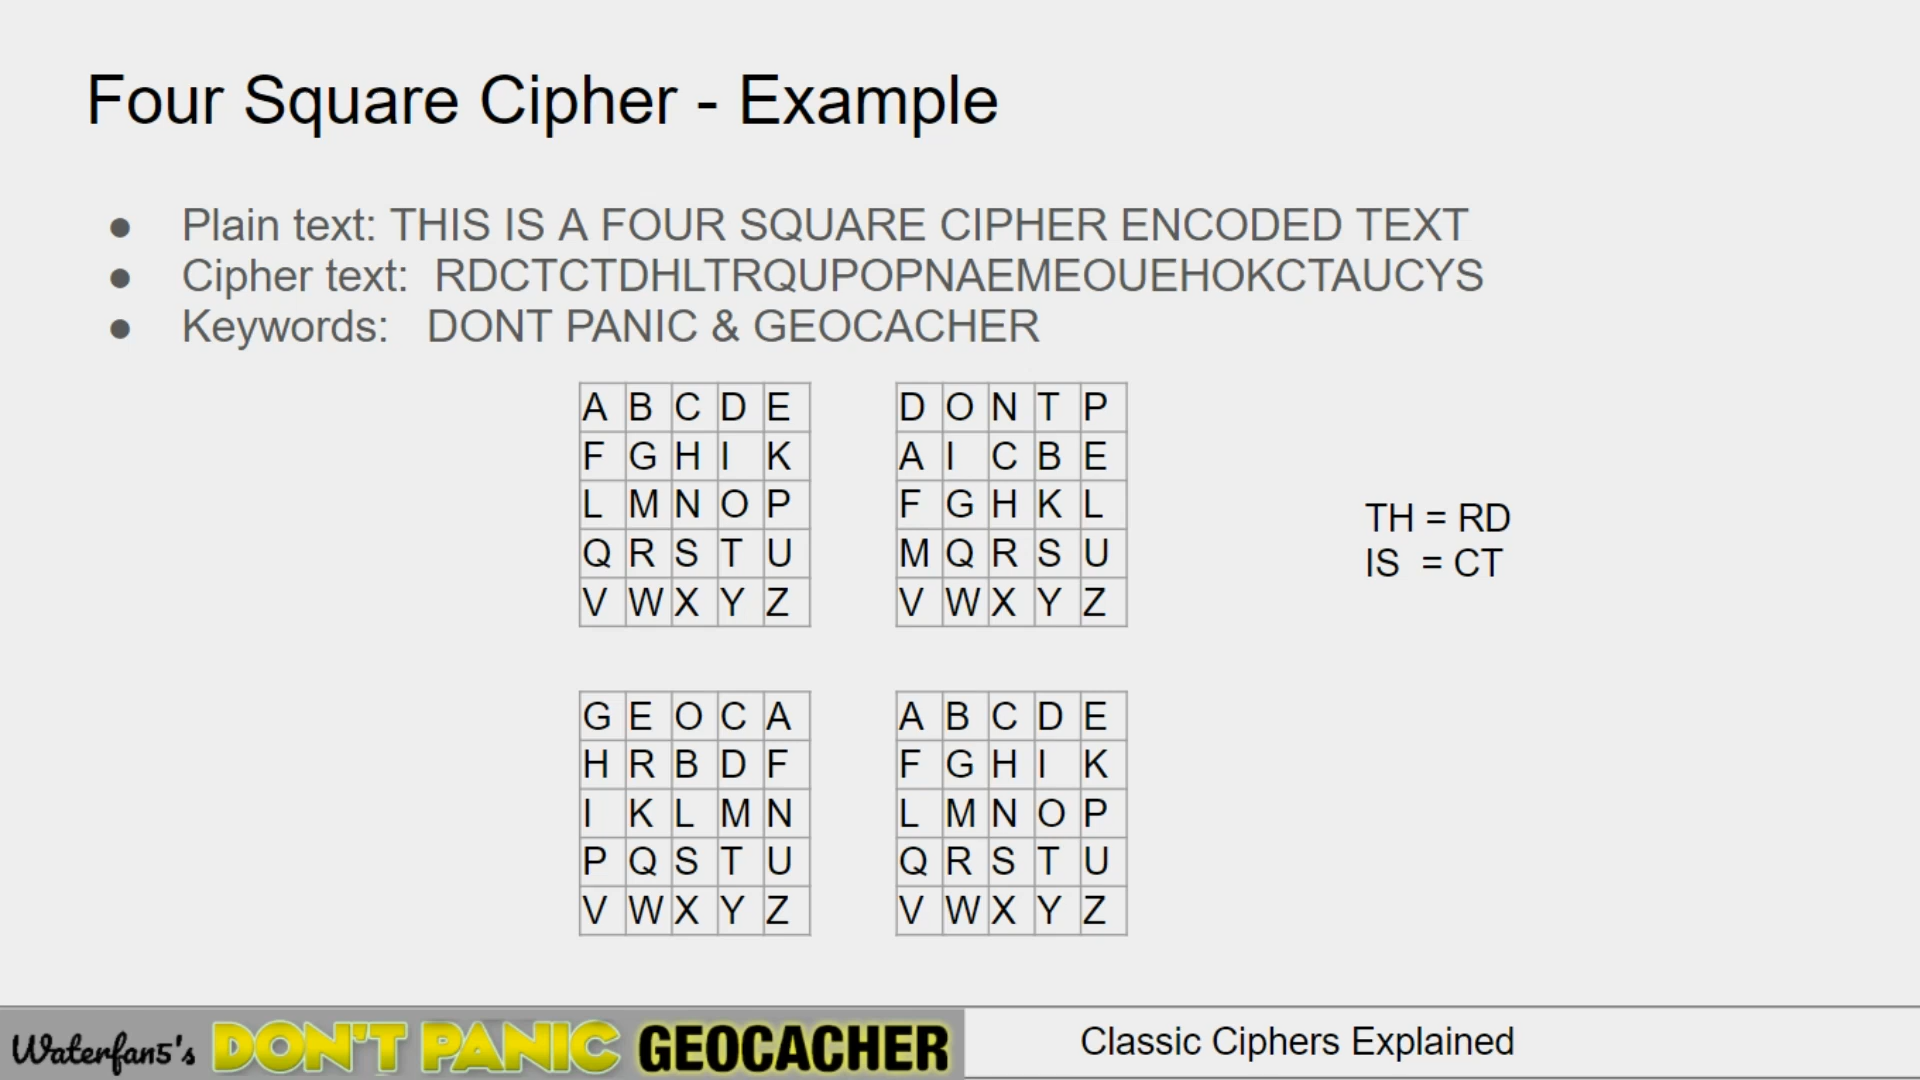 Four Square Cipher - Example
● Plain text: THIS IS A FOUR SQUARE CIPHER ENCODED TEXT
● Cipher text: RDCTCTDHLTRQUPOPNAEMEOUEHOKCTAUCYS
● Keywords: DONT PANIC & GEOCACHER
A B C D E
F G H I K
L M N O P
Q R S T U
V W X Y Z
D O N T P
A I C B E
F G H K L
M Q R S U
V W X Y Z
TH = RD
IS = CT
G E O C A
H R B D F
I K L M N
P Q S T U
V W X Y Z
A B C D E
F G H I K
L M N O P
Q R S T U
V W X Y Z
Waterfan5's DON'T PANIC GEOCACHER
Classic Ciphers Explained